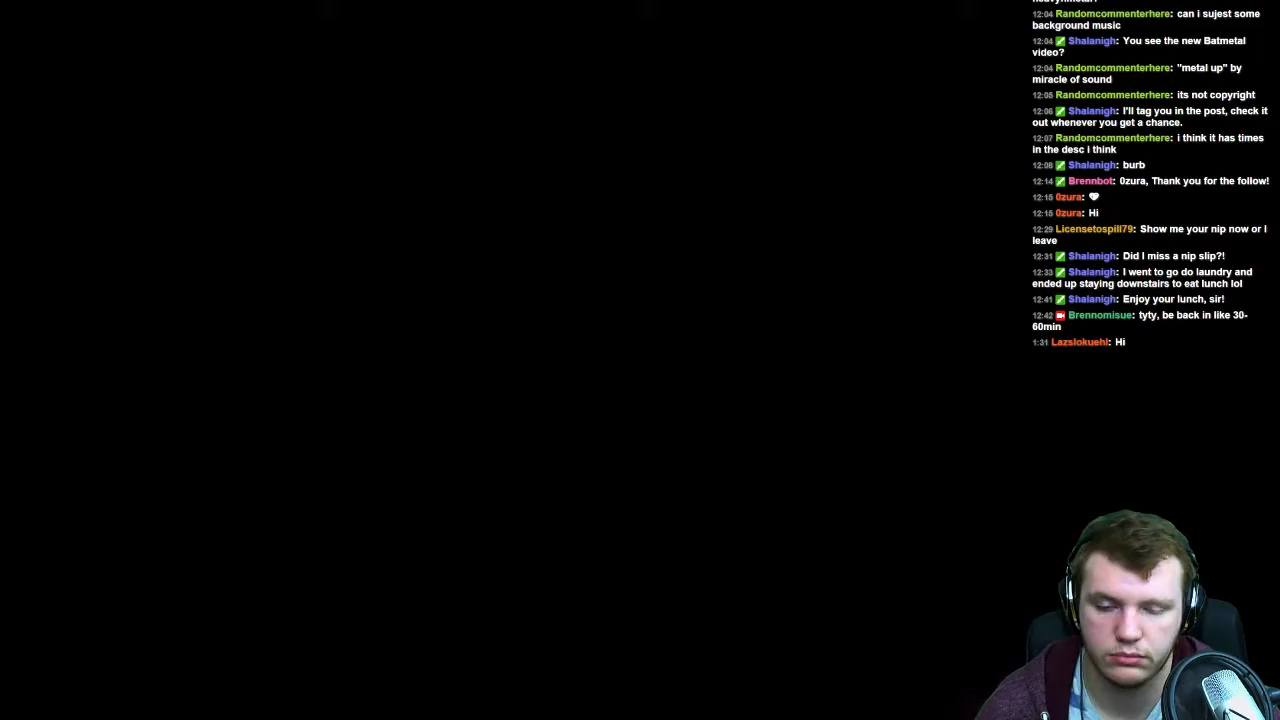 12:04 Randomcommenterhere: can i sujest some
background music
12:04 Shalanigh: You see the new Batmetal
video?
12:04 Randomcommenterhere: "metal up" by
miracle of sound
12:05 Randomcommenterhere: its not copyright
12:06 Shalanigh: I'll tag you in the post, check it
out whenever you get a chance.
12:07 Randomcommenterhere: i think it has times
in the desc i think
12:08 Shalanigh: burb
12:14 Brennbot: 0zura, Thank you for the follow!
12:15 0zura:
12:15 0zura: Hi
12:29 Licensetospill79: Show me your nip now or I
leave
12:31 Shalanigh: Did I miss a nip slip?!
12:33 Shalanigh: I went to go do laundry and
ended up staying downstairs to eat lunch lol
12:41 Shalanigh: Enjoy your lunch, sir!
12:42 Brennomisue: tyty, be back in like 30-
60min
1:31 Lazslokuehl: Hi